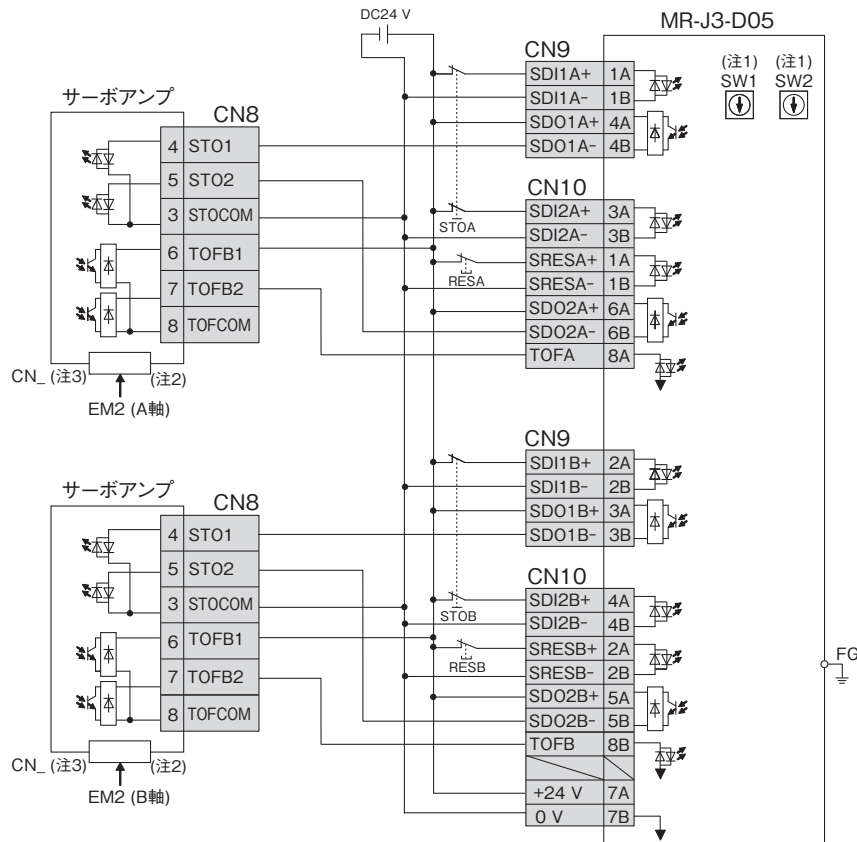 DC24 V
MR-J3-D05
(注1) (注1)
SW1 SW2
CN9
SDI1A+ 1A
SDI1A- 1B
SDO1A+ 4A
SDO1A- 4B
サーボアンプ
CN8
4 STO1
5 STO2
3 STOCOM
6 TOFB1
7 TOFB2
8 TOFCOM
CN_ (注3) (注2)
EM2 (A軸)
STOA
RESA
CN10
SDI2A+ 3A
SDI2A- 3B
SRESA+ 1A
SRESA- 1B
SDO2A+ 6A
SDO2A- 6B
TOFA 8A
CN9
SDI1B+ 2A
SDI1B- 2B
SDO1B+ 3A
SDO1B- 3B
サーボアンプ
CN8
4 STO1
5 STO2
3 STOCOM
6 TOFB1
7 TOFB2
8 TOFCOM
CN_ (注3) (注2)
EM2 (B軸)
STOB
RESB
CN10
SDI2B+ 4A
SDI2B- 4B
SRESB+ 2A
SRESB- 2B
SDO2B+ 5A
SDO2B- 5B
TOFB 8B
+24 V 7A
0 V 7B
FG